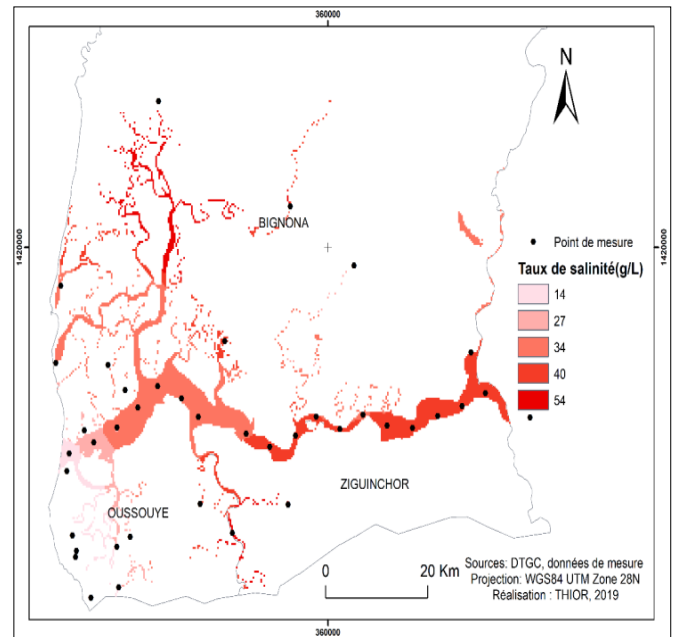 360000
N
BIGNONA
1420000
1420000
Point de mesure
Taux de salinité(g/L)
14
27
34
40
54
ZIGUINCHOR
OUSSOUYE
0 20 Km
Sources: DTGC, données de mesure
Projection: WGS84 UTM Zone 28N
Réalisation : THIOR, 2019
360000